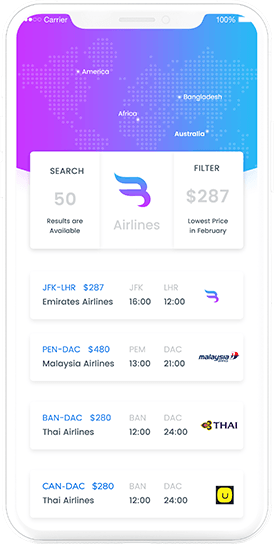 Carrier 100%
America
Bangladesh
Africa
Australia
SEARCH
50
Results are
Available
Airlines
FILTER
$287
Lowest Price
in February
JFK-LHR $287 JFK LHR
Emirates Airlines 16:00 12:00
PEN-DAC $480 PEM DAC
Malaysia Airlines 13:00 21:00
malaysia
BAN-DAC $280 BAN DAC
Thai Airlines 12:00 24:00
THAI
CAN-DAC $280 BAN DAC
Thai Airlines 12:00 24:00